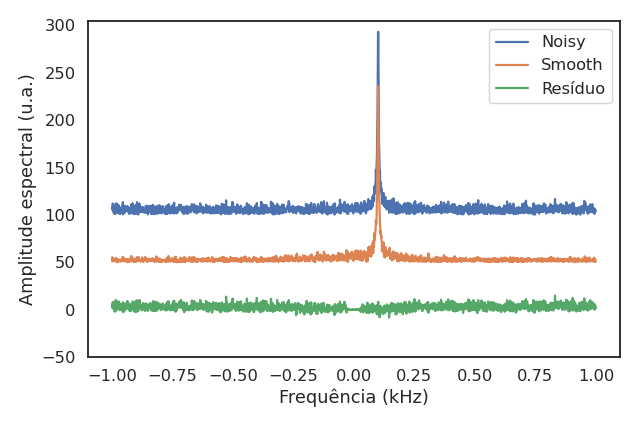 300
250
200
150
100
50
0
−50
Amplitude espectral (u.a.)
Noisy
Smooth
Resíduo
−1.00 −0.75 −0.50 −0.25 0.00 0.25 0.50 0.75 1.00
Frequência (kHz)